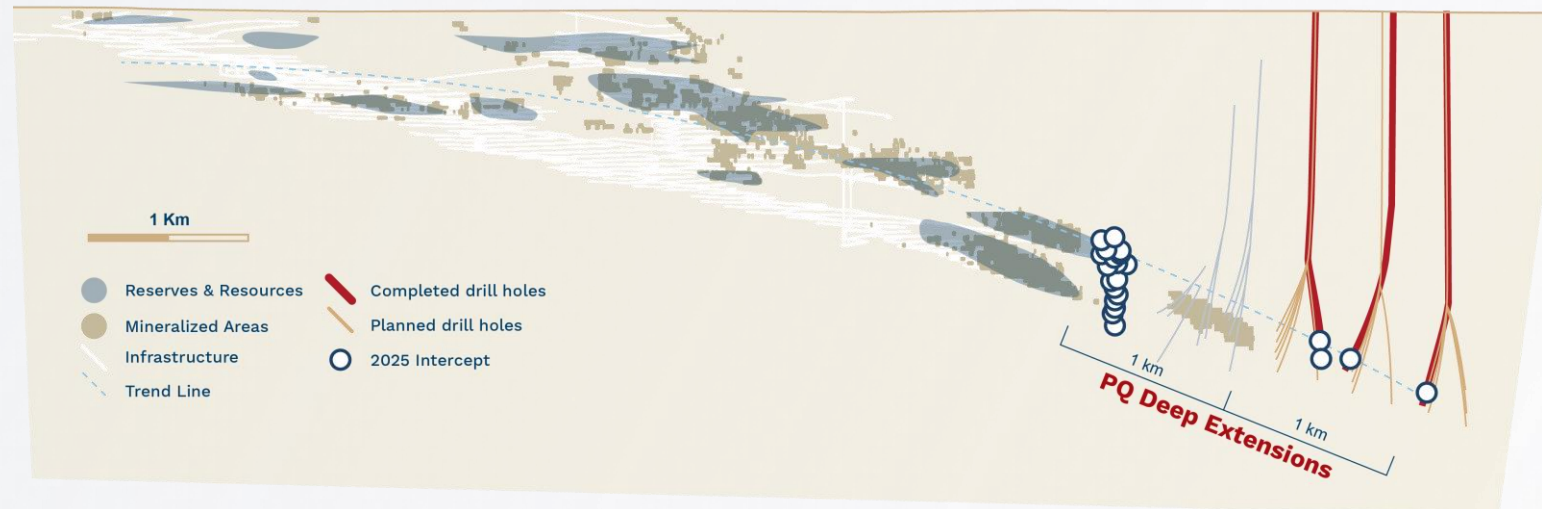 1 Km
Reserves & Resources
Mineralized Areas
Infrastructure
Trend Line
Completed drill holes
Planned drill holes
2025 Intercept
1 km
PQ Deep Extensions
1 km